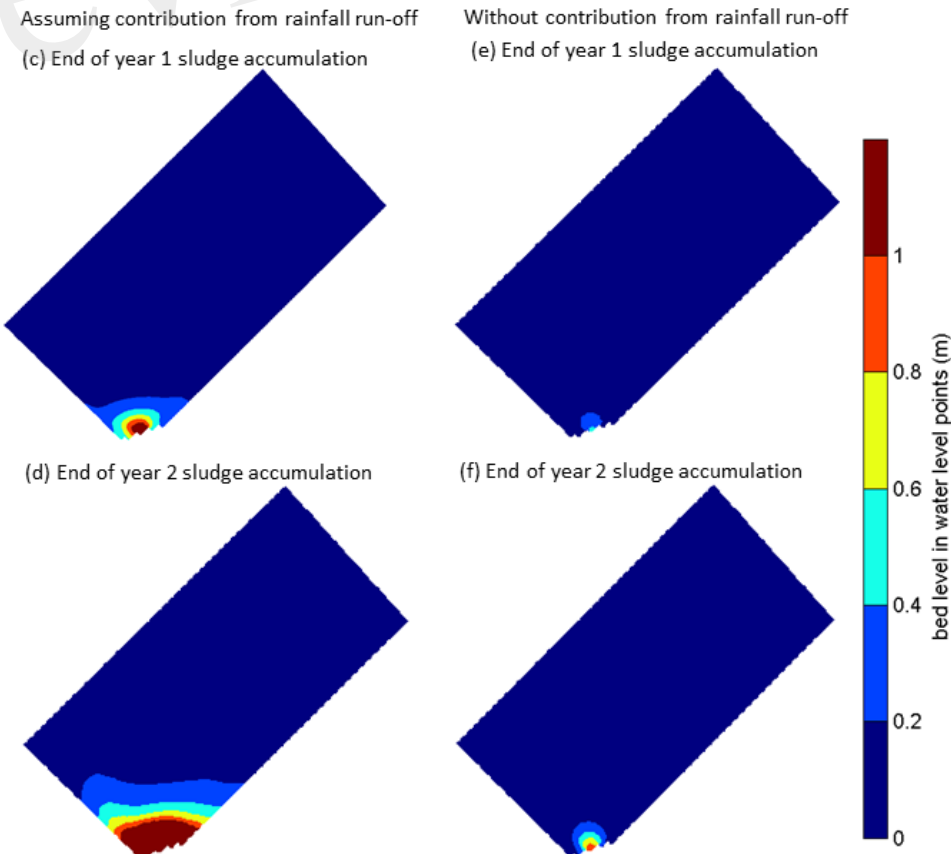 Assuming contribution from rainfall run-off
Without contribution from rainfall run-off
(c) End of year 1 sludge accumulation
(e) End of year 1 sludge accumulation
(d) End of year 2 sludge accumulation
(f) End of year 2 sludge accumulation
1
0.8
0.6
0.4
0.2
0
bed level in water level points (m)